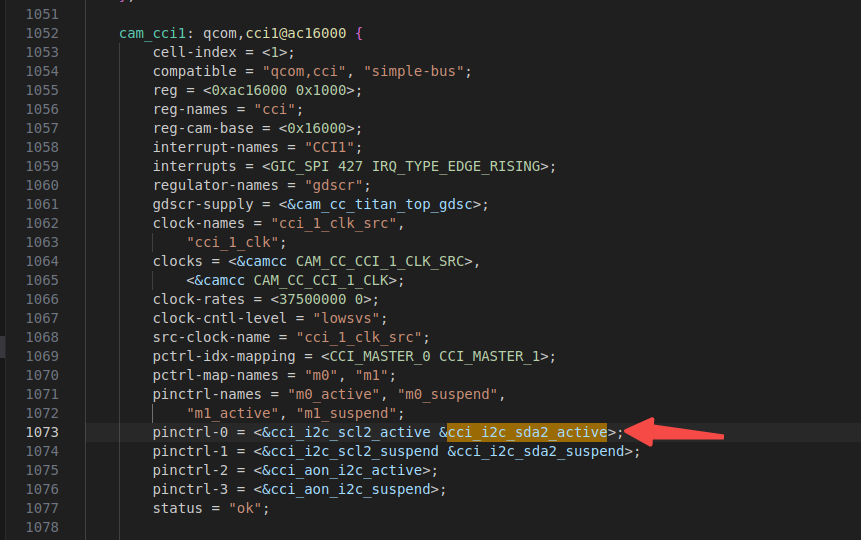 1051
1052 cam_cci1: qcom,cci1@ac16000 {
1053 cell-index = <1>;
1054 compatible = "qcom,cci", "simple-bus";
1055 reg = <0xac16000 0x1000>;
1056 reg-names = "cci";
1057 reg-cam-base = <0x16000>;
1058 interrupt-names = "CCI1";
1059 interrupts = <GIC_SPI 427 IRQ_TYPE_EDGE_RISING>;
1060 regulator-names = "gdscr";
1061 gdscr-supply = <&cam_cc_titan_top_gdsc>;
1062 clock-names = "cci_1_clk_src",
1063 "cci_1_clk";
1064 clocks = <&camcc CAM_CC_CCI_1_CLK_SRC>,
1065 <&camcc CAM_CC_CCI_1_CLK>;
1066 clock-rates = <37500000 0>;
1067 clock-cntl-level = "lowsvs";
1068 src-clock-name = "cci_1_clk_src";
1069 pctrl-idx-mapping = <CCI_MASTER_0 CCI_MASTER_1>;
1070 pctrl-map-names = "m0", "m1";
1071 pinctrl-names = "m0_active", "m0_suspend",
1072 "m1_active", "m1_suspend";
1073 pinctrl-0 = <&cci_i2c_scl2_active &cci_i2c_sda2_active>;
1074 pinctrl-1 = <&cci_i2c_scl2_suspend &cci_i2c_sda2_suspend>;
1075 pinctrl-2 = <&cci_aon_i2c_active>;
1076 pinctrl-3 = <&cci_aon_i2c_suspend>;
1077 status = "ok";
1078